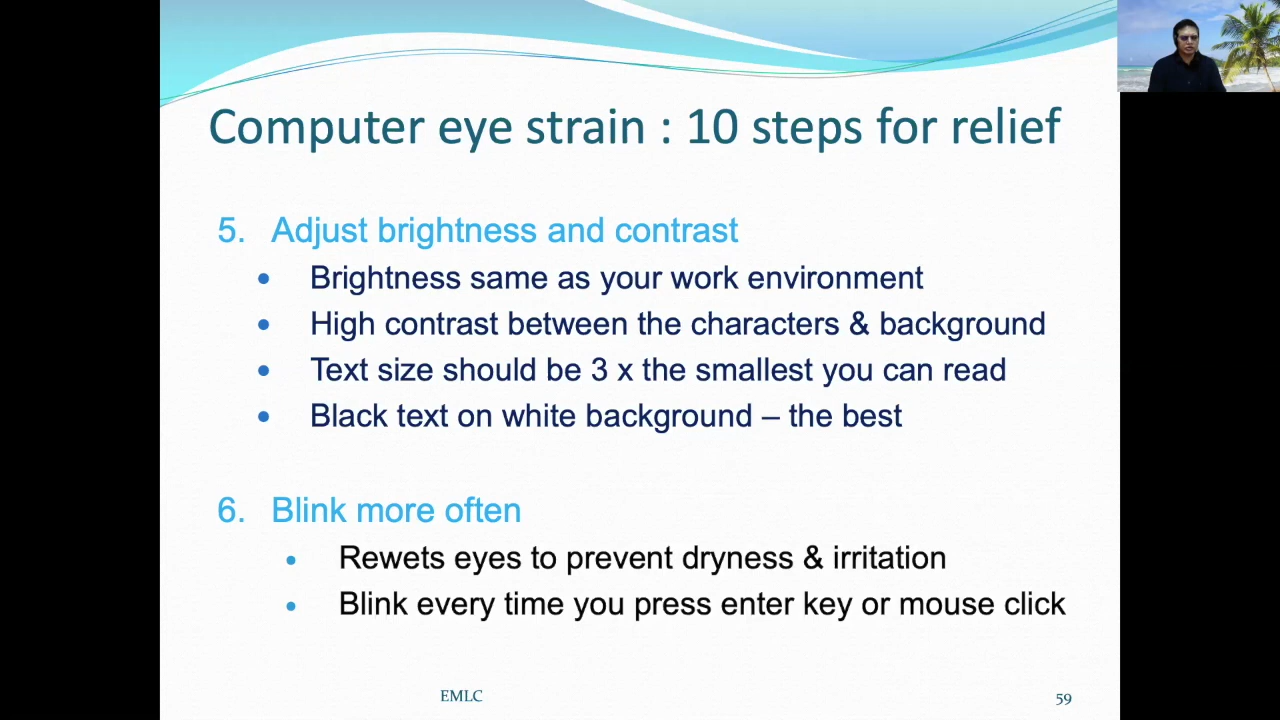 Computer eye strain : 10 steps for relief
5. Adjust brightness and contrast
• Brightness same as your work environment
• High contrast between the characters & background
• Text size should be 3 x the smallest you can read
• Black text on white background – the best
6. Blink more often
• Rewets eyes to prevent dryness & irritation
• Blink every time you press enter key or mouse click
EMLC
59